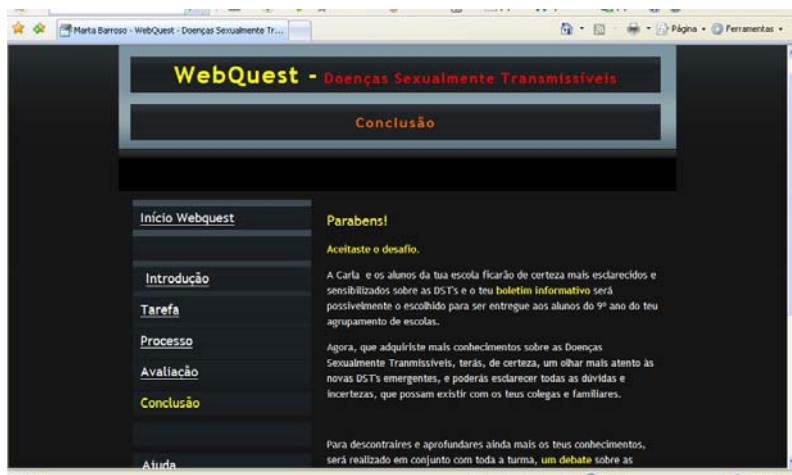 Marta Barroso - WebQuest - Doenças Sexualmente Tr...
Página
Ferramentas
WebQuest - Doenças Sexualmente Transmissíveis
Conclusão
Início Webquest
Introdução
Tarefa
Processo
Avaliação
Conclusão
Ajuda
Parabens!
Aceitaste o desafio.
A Carla e os alunos da tua escola ficarão de certeza mais esclarecidos e
sensibilizados sobre as DST's e o teu boletim informativo será
possivelmente o escolhido para ser entregue aos alunos do 9º ano do teu
agrupamento de escolas.
Agora, que adquiriste mais conhecimentos sobre as Doenças
Sexualmente Tranmissíveis, terás, de certeza, um olhar mais atento às
novas DST's emergentes, e poderás esclarecer todas as dúvidas e
incertezas, que possam existir com os teus colegas e familiares.
Para descontraires e aprofundares ainda mais os teus conhecimentos,
será realizado em conjunto com toda a turma, um debate sobre as